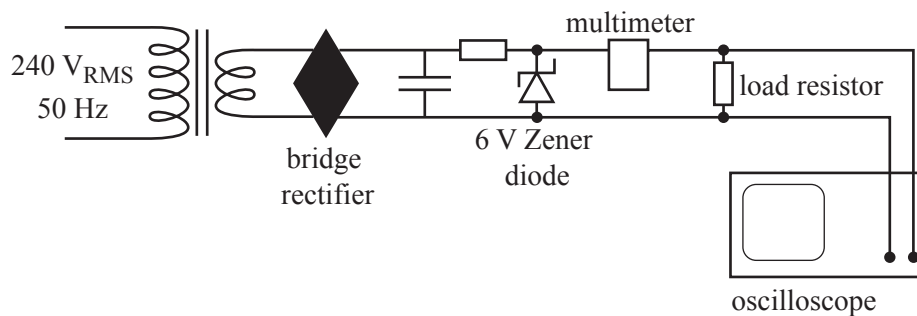 multimeter
240 V_RMS
50 Hz
load resistor
bridge
rectifier
6 V Zener
diode
oscilloscope